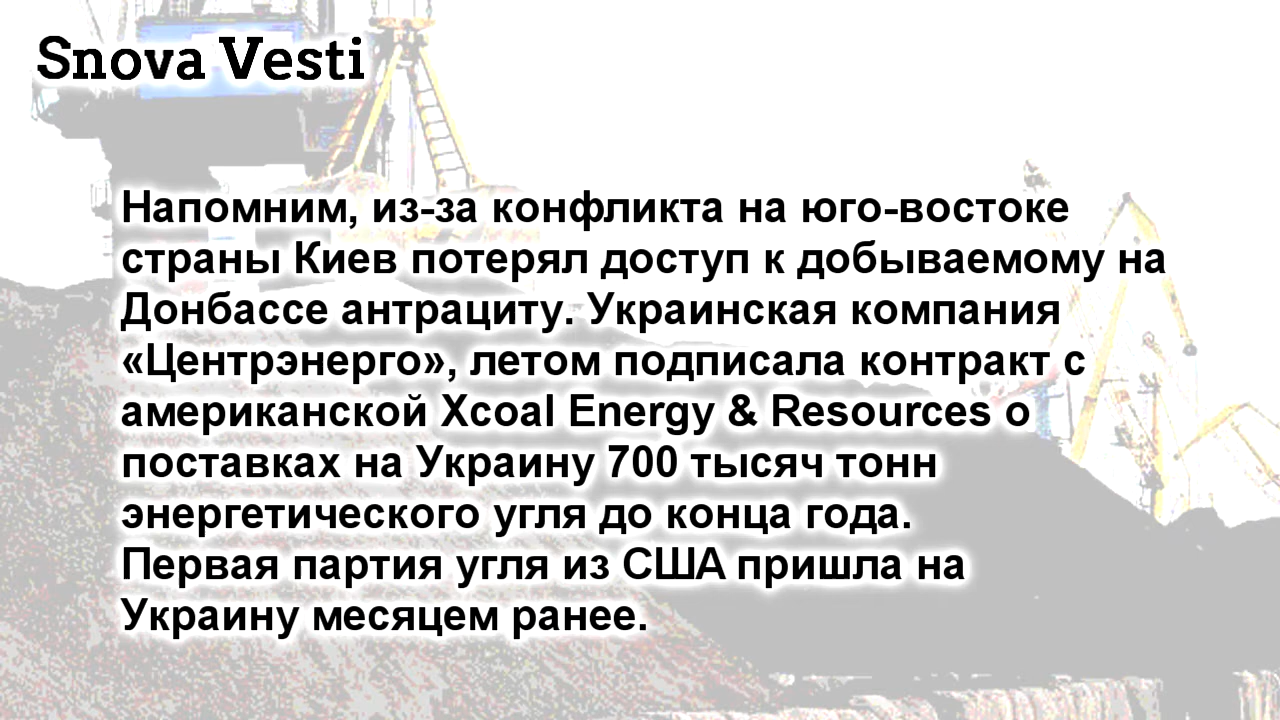 Snova Vesti
Напомним, из-за конфликта на юго-востоке
страны Киев потерял доступ к добываемому на
Донбассе антрациту. Украинская компания
«Центрэнерго», летом подписала контракт с
американской Xcoal Energy & Resources о
поставках на Украину 700 тысяч тонн
энергетического угля до конца года.
Первая партия угля из США пришла на
Украину месяцем ранее.